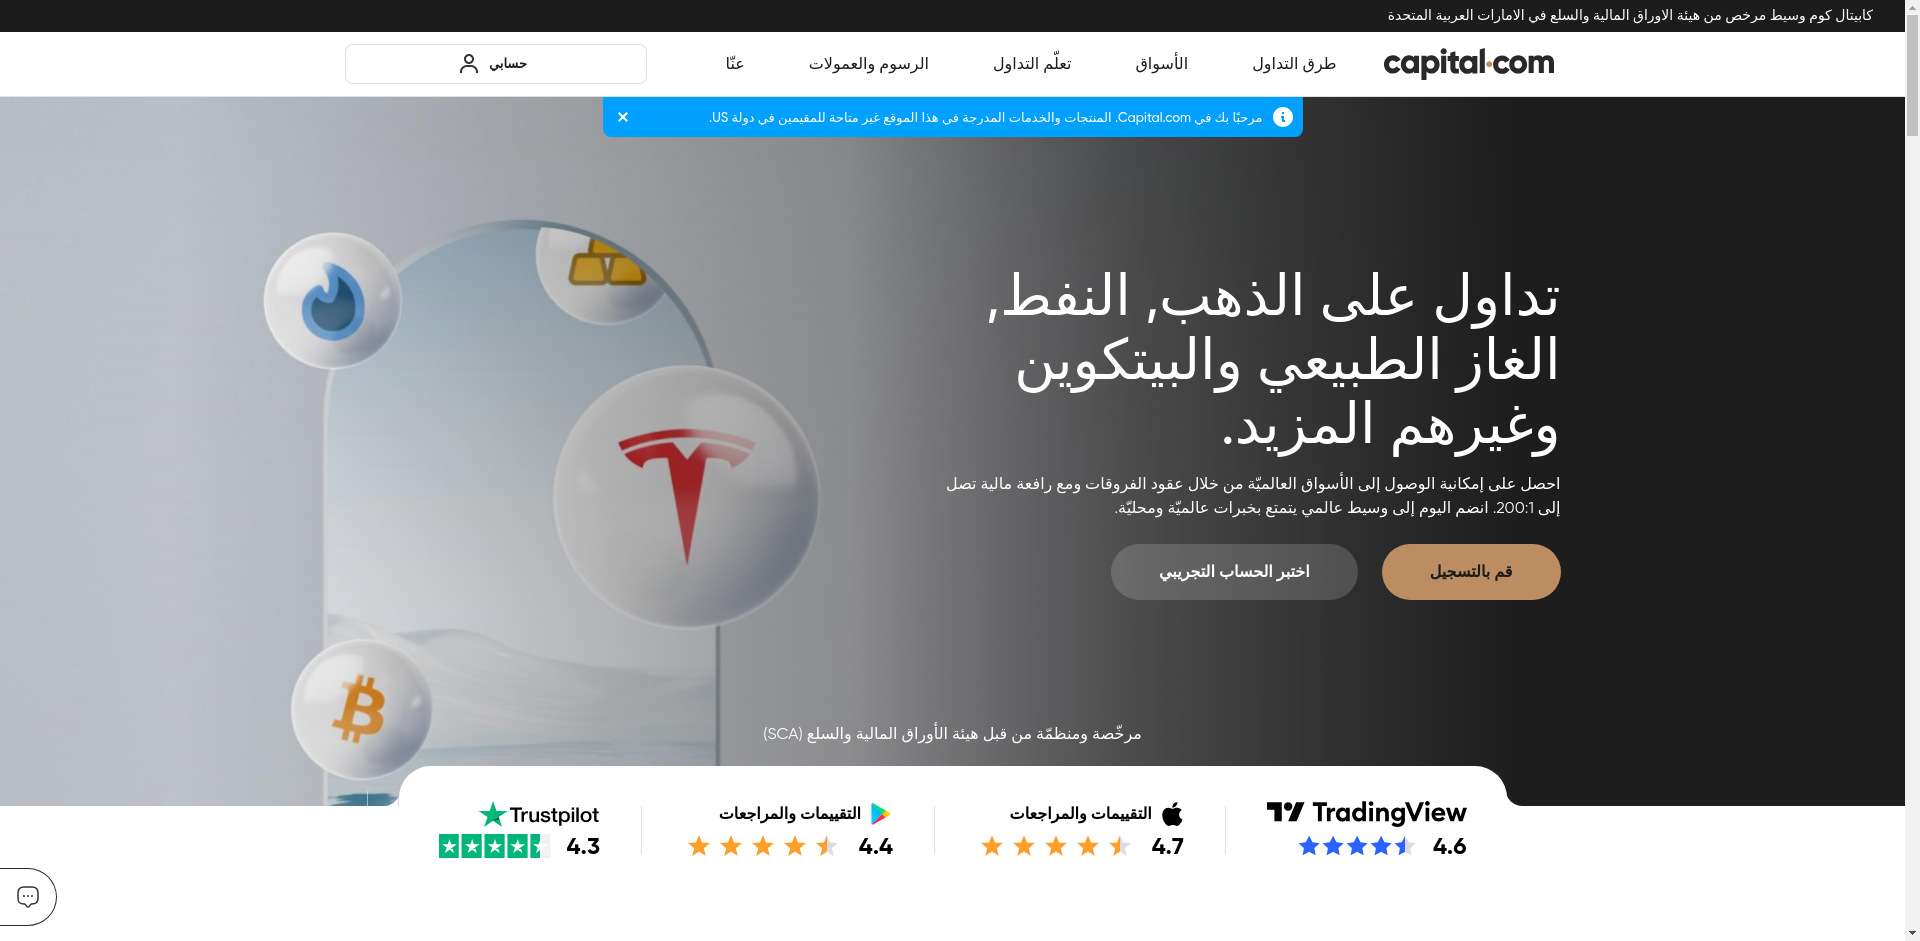 كابيتال كوم وسيط مرخص من هيئة الاوراق المالية والسلع في الامارات العربية المتحدة
capital.com
طرق التداول
الأسواق
تعلّم التداول
الرسوم والعمولات
عنّا
حسابي
مرحبًا بك في Capital.com. المنتجات والخدمات المدرجة في هذا الموقع غير متاحة للمقيمين في دولة US.
تداول على الذهب, النفط,
الغاز الطبيعي والبيتكوين
وغيرهم المزيد.
احصل على إمكانية الوصول إلى الأسواق العالميّة من خلال عقود الفروقات ومع رافعة مالية تصل
إلى 200:1. انضم اليوم إلى وسيط عالمي يتمتع بخبرات عالميّة ومحليّة.
قم بالتسجيل
اختبر الحساب التجريبي
مرخّصة ومنظمّة من قبل هيئة الأوراق المالية والسلع (SCA)
TradingView
4.6
التقييمات والمراجعات
4.7
التقييمات والمراجعات
4.4
Trustpilot
4.3